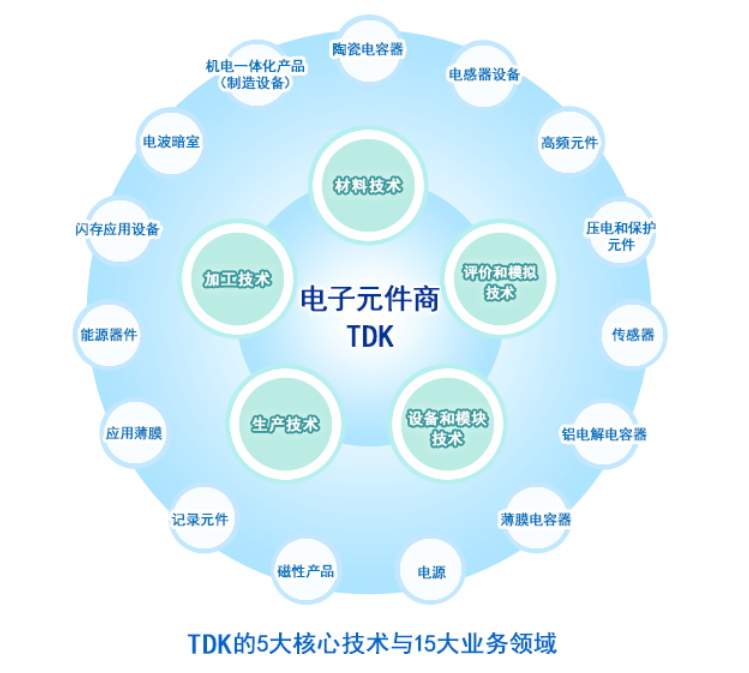 陶瓷电容器
机电一体化产品
（制造设备）
电感器设备
电波暗室
高频元件
材料技术
闪存应用设备
压电和保护
元件
加工技术
评价和模拟
技术
电子元件商
TDK
能源器件
传感器
生产技术
设备和模块
技术
应用薄膜
铝电解电容器
记录元件
薄膜电容器
磁性产品
电源
TDK的5大核心技术与15大业务领域